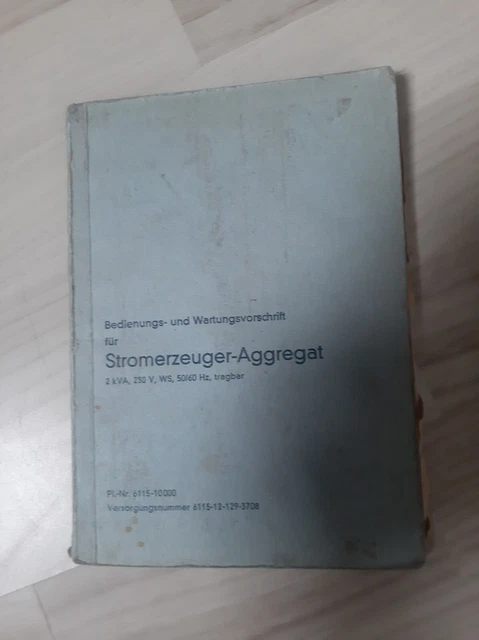 Bedienungs- und Wartungsvorschrift
für
Stromerzeuger-Aggregat
2 kVA, 230 V, WS, 50/60 Hz, tragbar
Pl.-Nr. 6115-10000
Versorgungsnummer 6115-12-129-3708